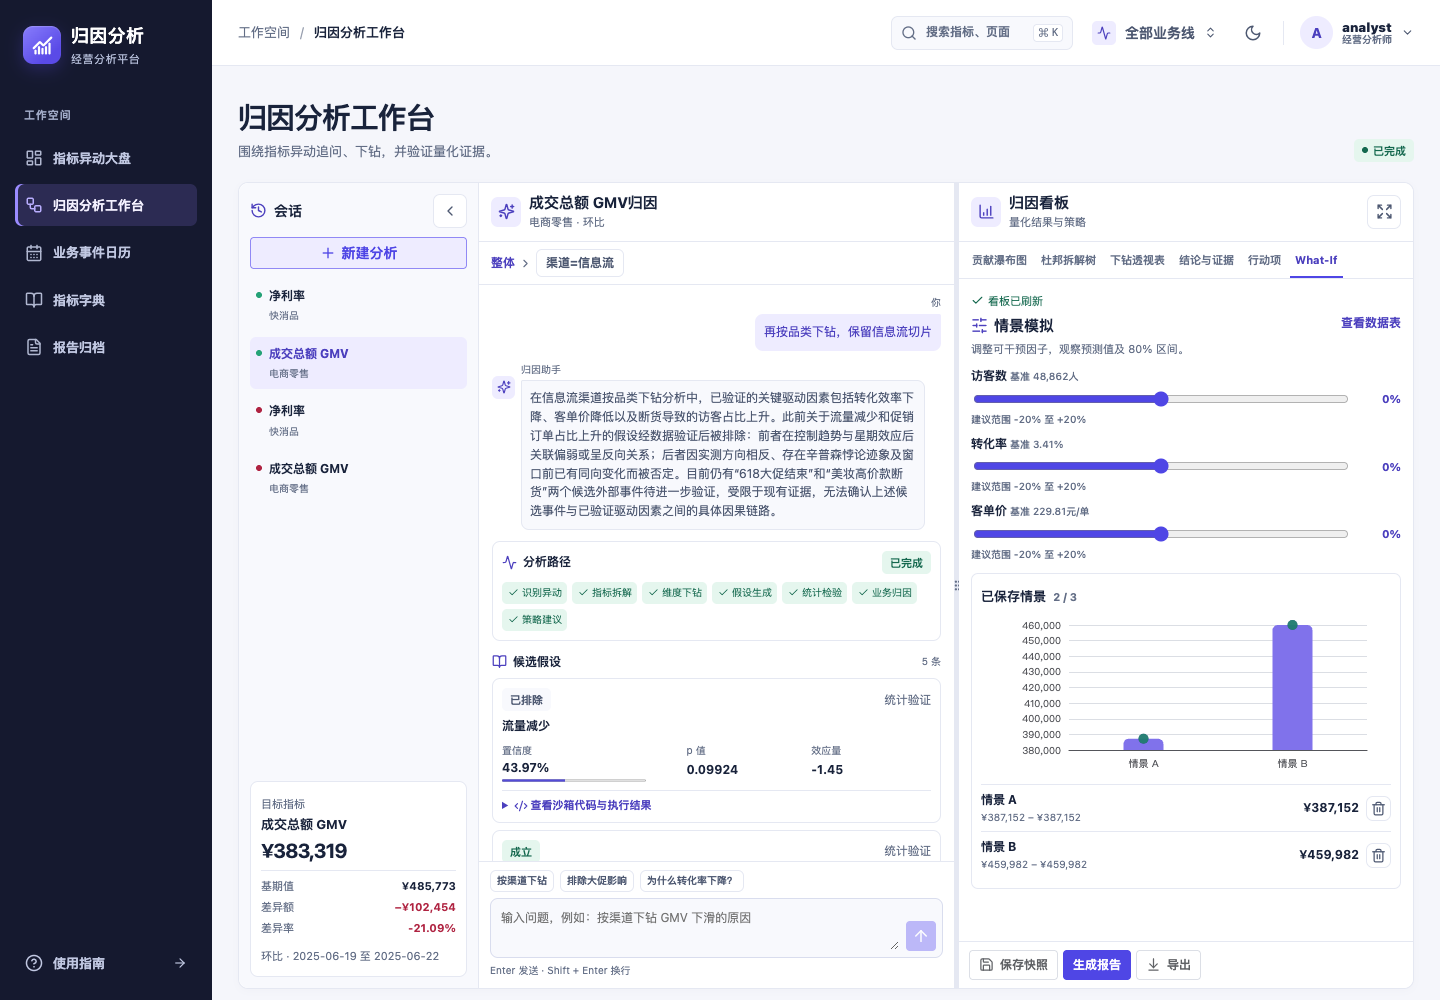 归因分析
经营分析平台
工作空间
指标异动大盘
归因分析工作台
业务事件日历
指标字典
报告归档
使用指南
工作空间 / 归因分析工作台
搜索指标、页面 ⌘ K
全部业务线
A
analyst
经营分析师
归因分析工作台
围绕指标异动追问、下钻，并验证量化证据。
已完成
会话
新建分析
净利率
快消品
成交总额 GMV
电商零售
净利率
快消品
成交总额 GMV
电商零售
目标指标
成交总额 GMV
¥383,319
基期值 ¥485,773
差异额 −¥102,454
差异率 -21.09%
环比 · 2025-06-19 至 2025-06-22
成交总额 GMV归因
电商零售 · 环比
整体 > 渠道=信息流
你
再按品类下钻，保留信息流切片
归因助手
在信息流渠道按品类下钻分析中，已验证的关键驱动因素包括转化效率下
降、客单价降低以及断货导致的访客占比上升。此前关于流量减少和促销
订单占比上升的假设经数据验证后被排除：前者在控制趋势与星期效应后
关联偏弱或呈反向关系；后者因实测方向相反、存在辛普森悖论迹象及窗
口前已有同向变化而被否定。目前仍有“618大促结束”和“美妆高价款断
货”两个候选外部事件待进一步验证，受限于现有证据，无法确认上述候
选事件与已验证驱动因素之间的具体因果链路。
分析路径
已完成
识别异动 指标拆解 维度下钻 假设生成 统计检验 业务归因
策略建议
候选假设
5 条
已排除
统计验证
流量减少
置信度 p 值 效应量
43.97% 0.09924 -1.45
</> 查看沙箱代码与执行结果
成立
统计验证
按渠道下钻 排除大促影响 为什么转化率下降？
输入问题，例如：按渠道下钻 GMV 下滑的原因
Enter 发送 · Shift + Enter 换行
归因看板
量化结果与策略
贡献瀑布图 杜邦拆解树 下钻透视表 结论与证据 行动项 What-If
看板已刷新
情景模拟
查看数据表
调整可干预因子，观察预测值及 80% 区间。
访客数 基准 48,862人
0%
建议范围 -20% 至 +20%
转化率 基准 3.41%
0%
建议范围 -20% 至 +20%
客单价 基准 229.81元/单
0%
建议范围 -20% 至 +20%
已保存情景 2 / 3
460,000
450,000
440,000
430,000
420,000
410,000
400,000
390,000
380,000
情景 A 情景 B
情景 A
¥387,152 – ¥387,152
¥387,152
情景 B
¥459,982 – ¥459,982
¥459,982
保存快照 生成报告 导出